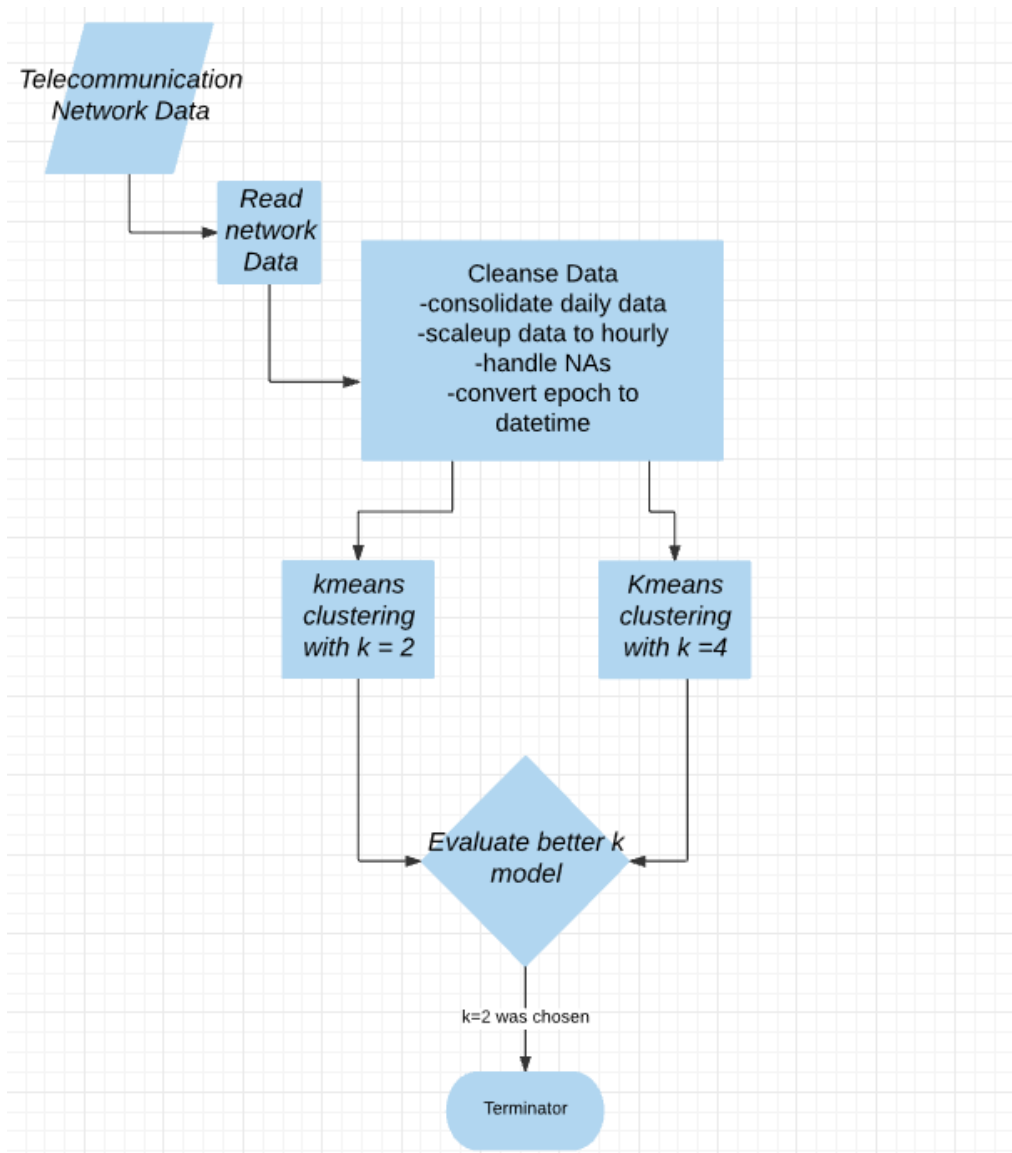 Telecommunication
Network Data
Read
network
Data
Cleanse Data
-consolidate daily data
-scaleup data to hourly
-handle NAs
-convert epoch to
datetime
kmeans
clustering
with k = 2
Kmeans
clustering
with k =4
Evaluate better k
model
k=2 was chosen
Terminator